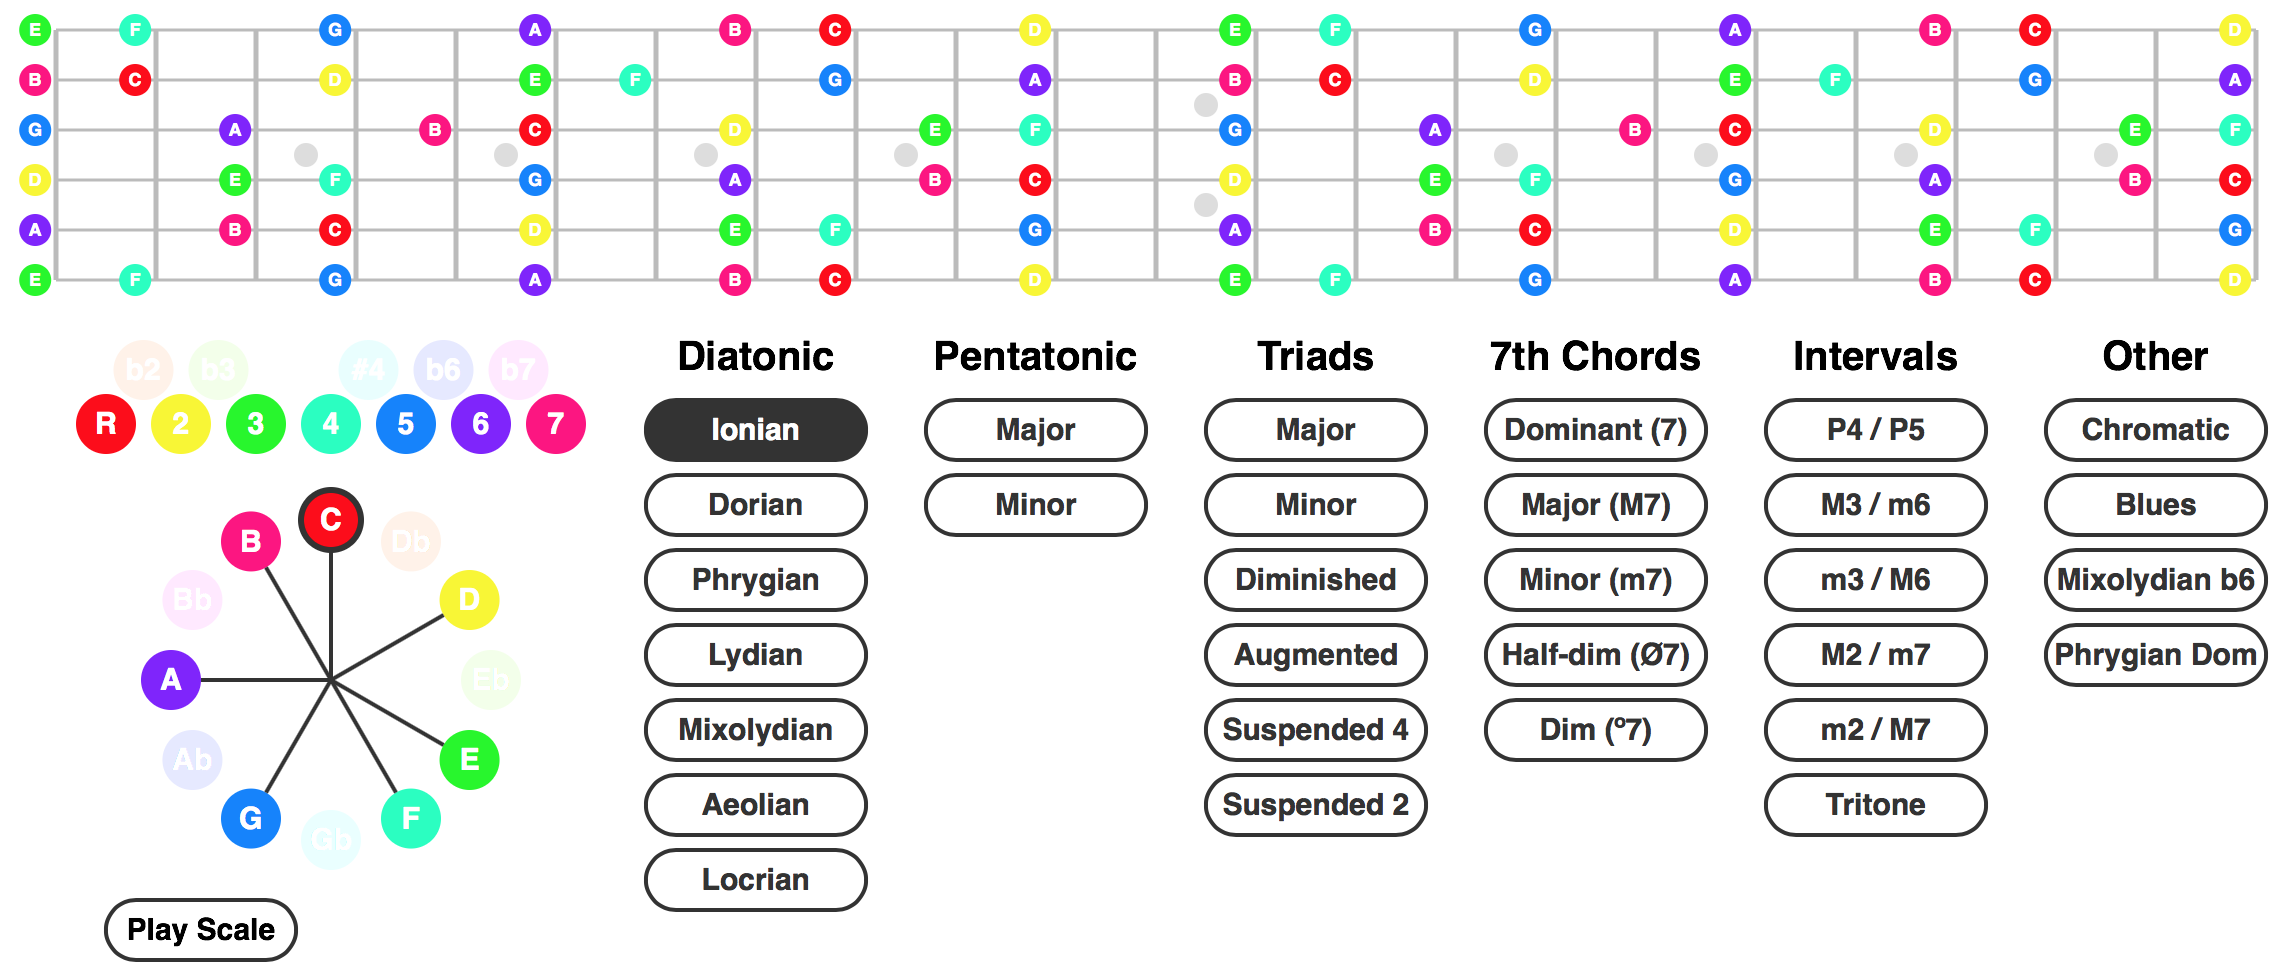 E F G A B C D E F G A B C D
B C D E F G A B C D E F G A
G A B C D E F G A B C D E F
D E F G A B C D E F G A B C
A B C D E F G A B C D E F G
E F G A B C D E F G A B C D
b2 b3 #4 b6 b7
R 2 3 4 5 6 7
C
B Db
Bb D
A Eb
Ab E
G F
Gb
Play Scale
Diatonic
Ionian
Dorian
Phrygian
Lydian
Mixolydian
Aeolian
Locrian
Pentatonic
Major
Minor
Triads
Major
Minor
Diminished
Augmented
Suspended 4
Suspended 2
7th Chords
Dominant (7)
Major (M7)
Minor (m7)
Half-dim (Ø7)
Dim (º7)
Intervals
P4 / P5
M3 / m6
m3 / M6
M2 / m7
m2 / M7
Tritone
Other
Chromatic
Blues
Mixolydian b6
Phrygian Dom